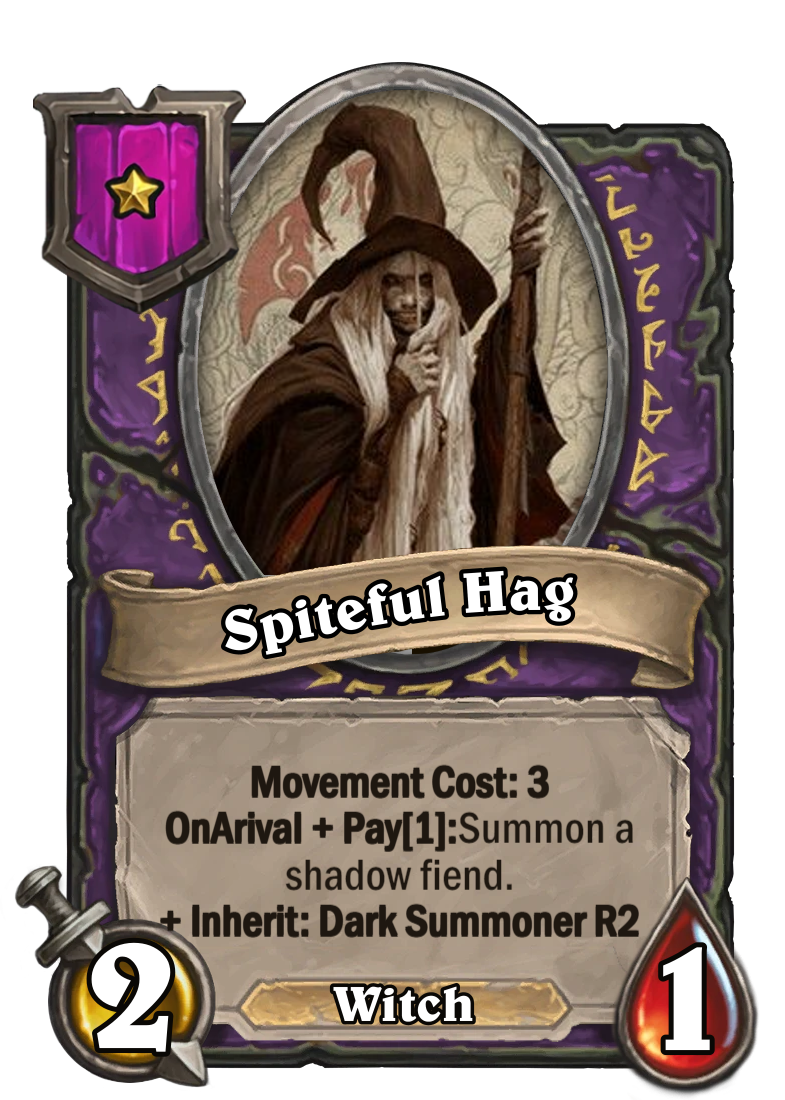 Spiteful Hag
Movement Cost: 3
OnArival + Pay[1]:Summon a
shadow fiend.
+ Inherit: Dark Summoner R2
2
Witch
1